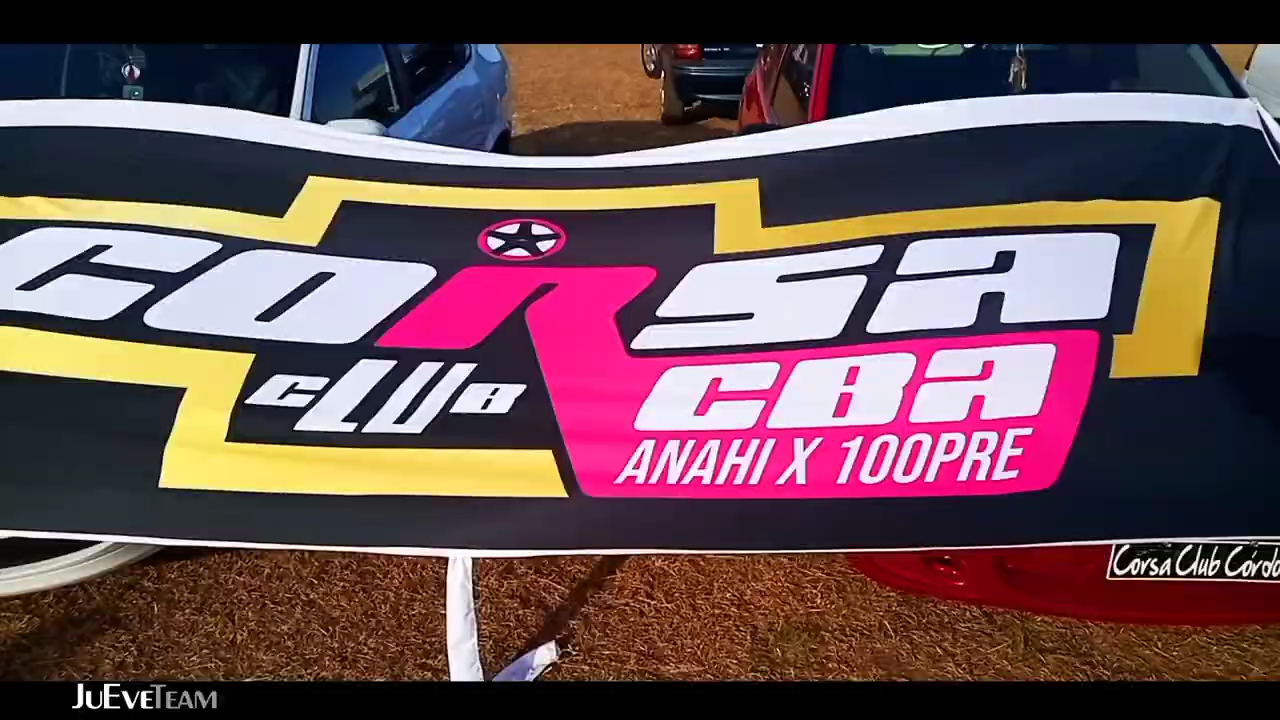 CORSA
CLUB
CBA
ANAHI X 100PRE
Corsa Club Córdo
JUEVETEAM